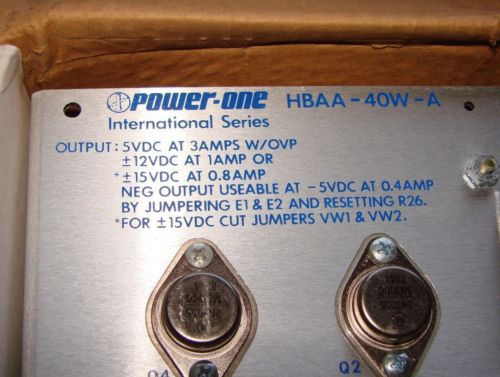 POWER-ONE HBAA-40W-A
International Series
OUTPUT: 5VDC AT 3AMPS W/OVP
±12VDC AT 1AMP OR
*±15VDC AT 0.8AMP
NEG OUTPUT USEABLE AT -5VDC AT 0.4AMP
BY JUMPERING E1 & E2 AND RESETTING R26.
*FOR ±15VDC CUT JUMPERS VW1 & VW2.
Q4 Q2